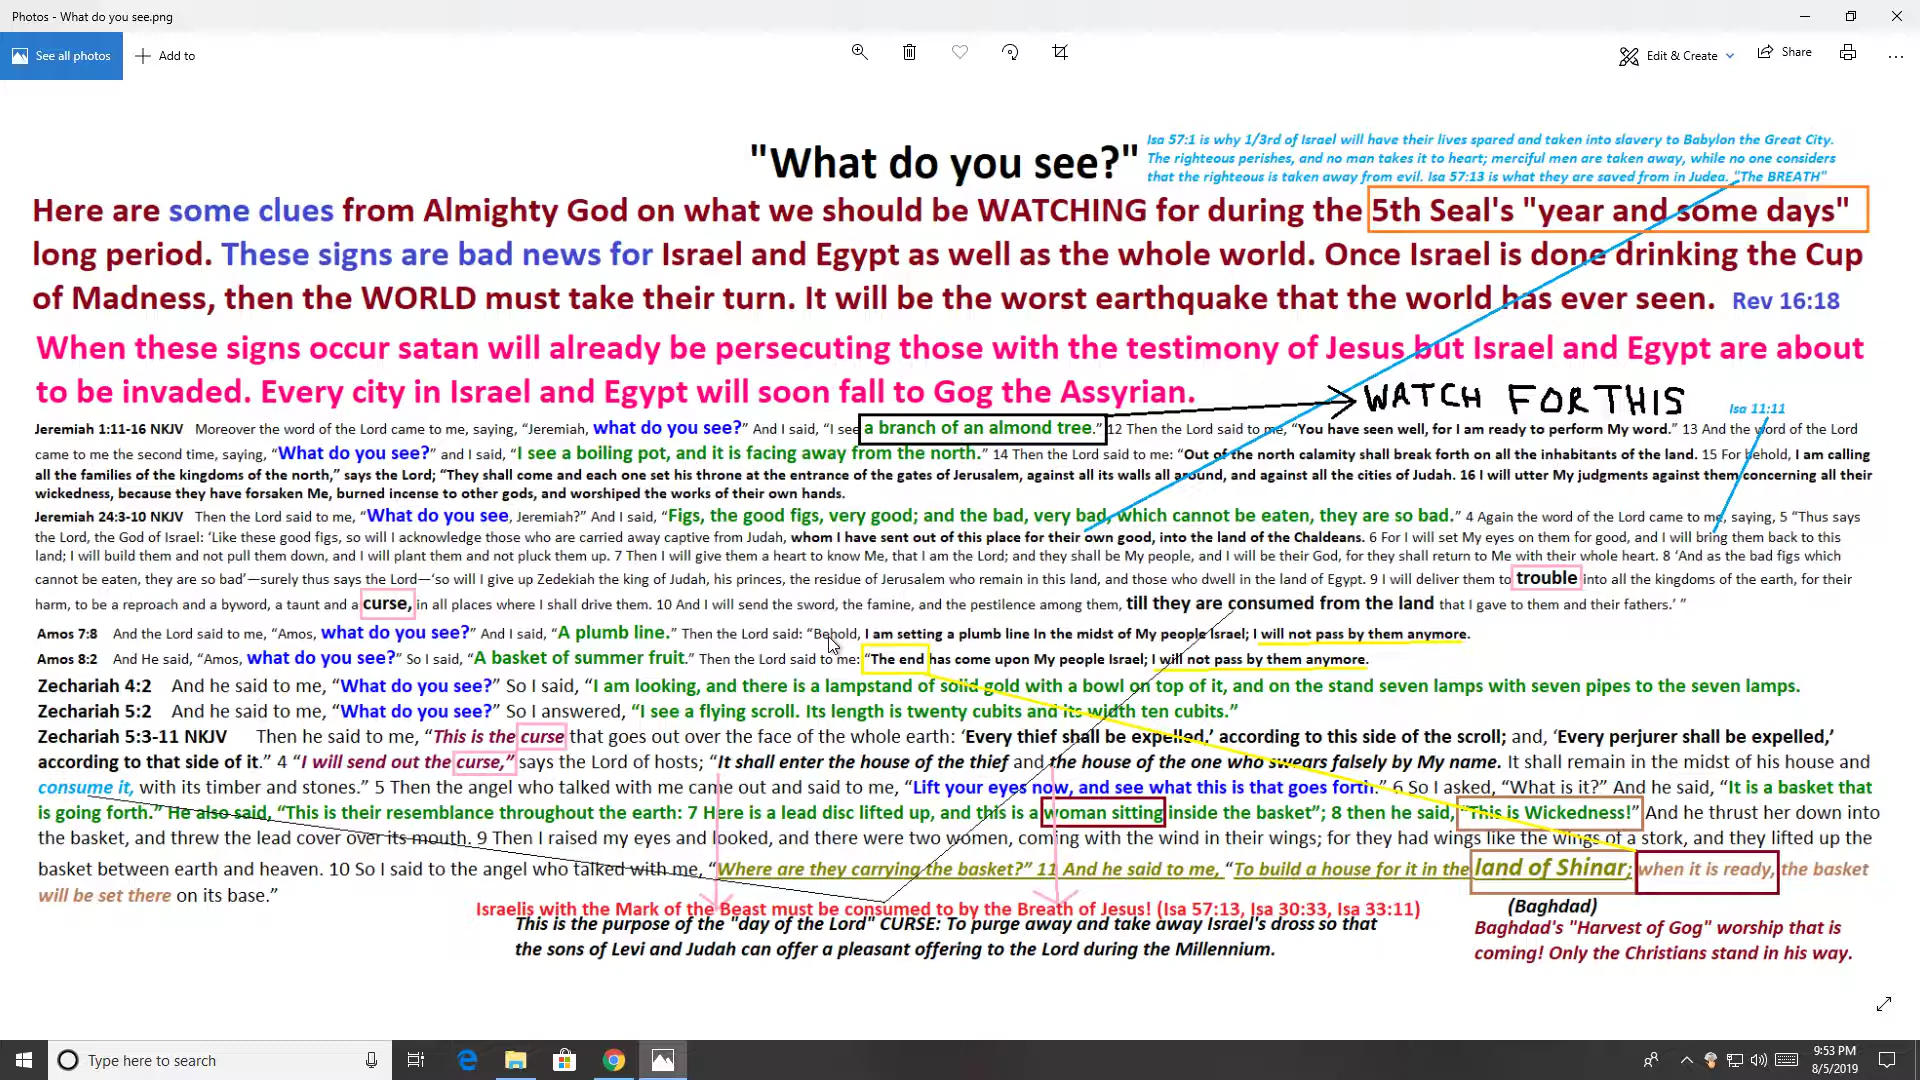 Photos - What do you see.png
See all photos
Add to
Edit & Create
Share
"What do you see?"
Isa 57:1 is why 1/3rd of Israel will have their lives spared and taken into slavery to Babylon the Great City.
The righteous perishes, and no man takes it to heart; merciful men are taken away, while no one considers
that the righteous is taken away from evil. Isa 57:13 is what they are saved from in Judea. "The BREATH"
Here are some clues from Almighty God on what we should be WATCHING for during the 5th Seal's "year and some days"
long period. These signs are bad news for Israel and Egypt as well as the whole world. Once Israel is done drinking the Cup
of Madness, then the WORLD must take their turn. It will be the worst earthquake that the world has ever seen. Rev 16:18
When these signs occur satan will already be persecuting those with the testimony of Jesus but Israel and Egypt are about
to be invaded. Every city in Israel and Egypt will soon fall to Gog the Assyrian.
WATCH FOR THIS
Isa 11:11
Jeremiah 1:11-16 NKJV Moreover the word of the Lord came to me, saying, “Jeremiah, what do you see?” And I said, “I see a branch of an almond tree.” 12 Then the Lord said to me, “You have seen well, for I am ready to perform My word.” 13 And the word of the Lord
came to me the second time, saying, “What do you see?” and I said, “I see a boiling pot, and it is facing away from the north.” 14 Then the Lord said to me: “Out of the north calamity shall break forth on all the inhabitants of the land. 15 For behold, I am calling
all the families of the kingdoms of the north,” says the Lord; “They shall come and each one set his throne at the entrance of the gates of Jerusalem, against all its walls all around, and against all the cities of Judah. 16 I will utter My judgments against them concerning all their
wickedness, because they have forsaken Me, burned incense to other gods, and worshiped the works of their own hands.
Jeremiah 24:3-10 NKJV Then the Lord said to me, “What do you see, Jeremiah?” And I said, “Figs, the good figs, very good; and the bad, very bad, which cannot be eaten, they are so bad.” 4 Again the word of the Lord came to me, saying, 5 “Thus says
the Lord, the God of Israel: ‘Like these good figs, so will I acknowledge those who are carried away captive from Judah, whom I have sent out of this place for their own good, into the land of the Chaldeans. 6 For I will set My eyes on them for good, and I will bring them back to this
land; I will build them and not pull them down, and I will plant them and not pluck them up. 7 Then I will give them a heart to know Me, that I am the Lord; and they shall be My people, and I will be their God, for they shall return to Me with their whole heart. 8 ‘And as the bad figs which
cannot be eaten, they are so bad’—surely thus says the Lord—‘so will I give up Zedekiah the king of Judah, his princes, the residue of Jerusalem who remain in this land, and those who dwell in the land of Egypt. 9 I will deliver them to trouble into all the kingdoms of the earth, for their
harm, to be a reproach and a byword, a taunt and a curse, in all places where I shall drive them. 10 And I will send the sword, the famine, and the pestilence among them, till they are consumed from the land that I gave to them and their fathers.’ ”
Amos 7:8 And the Lord said to me, “Amos, what do you see?” And I said, “A plumb line.” Then the Lord said: “Behold, I am setting a plumb line In the midst of My people Israel; I will not pass by them anymore.
Amos 8:2 And He said, “Amos, what do you see?” So I said, “A basket of summer fruit.” Then the Lord said to me: “The end has come upon My people Israel; I will not pass by them anymore.
Zechariah 4:2 And he said to me, “What do you see?” So I said, “I am looking, and there is a lampstand of solid gold with a bowl on top of it, and on the stand seven lamps with seven pipes to the seven lamps.
Zechariah 5:2 And he said to me, “What do you see?” So I answered, “I see a flying scroll. Its length is twenty cubits and its width ten cubits.”
Zechariah 5:3-11 NKJV Then he said to me, “This is the curse that goes out over the face of the whole earth: ‘Every thief shall be expelled,’ according to this side of the scroll; and, ‘Every perjurer shall be expelled,’
according to that side of it.” 4 “I will send out the curse,” says the Lord of hosts; “It shall enter the house of the thief and the house of the one who swears falsely by My name. It shall remain in the midst of his house and
consume it, with its timber and stones.” 5 Then the angel who talked with me came out and said to me, “Lift your eyes now, and see what this is that goes forth.” 6 So I asked, “What is it?” And he said, “It is a basket that
is going forth.” He also said, “This is their resemblance throughout the earth: 7 Here is a lead disc lifted up, and this is a woman sitting inside the basket”; 8 then he said, “This is Wickedness!” And he thrust her down into
the basket, and threw the lead cover over its mouth. 9 Then I raised my eyes and looked, and there were two women, coming with the wind in their wings; for they had wings like the wings of a stork, and they lifted up the
basket between earth and heaven. 10 So I said to the angel who talked with me, “Where are they carrying the basket?” 11 And he said to me, “To build a house for it in the land of Shinar; when it is ready, the basket
will be set there on its base.”
Israelis with the Mark of the Beast must be consumed to by the Breath of Jesus! (Isa 57:13, Isa 30:33, Isa 33:11)
This is the purpose of the "day of the Lord" CURSE: To purge away and take away Israel's dross so that
the sons of Levi and Judah can offer a pleasant offering to the Lord during the Millennium.
(Baghdad)
Baghdad's "Harvest of Gog" worship that is
coming! Only the Christians stand in his way.
Type here to search
9:53 PM
8/5/2019